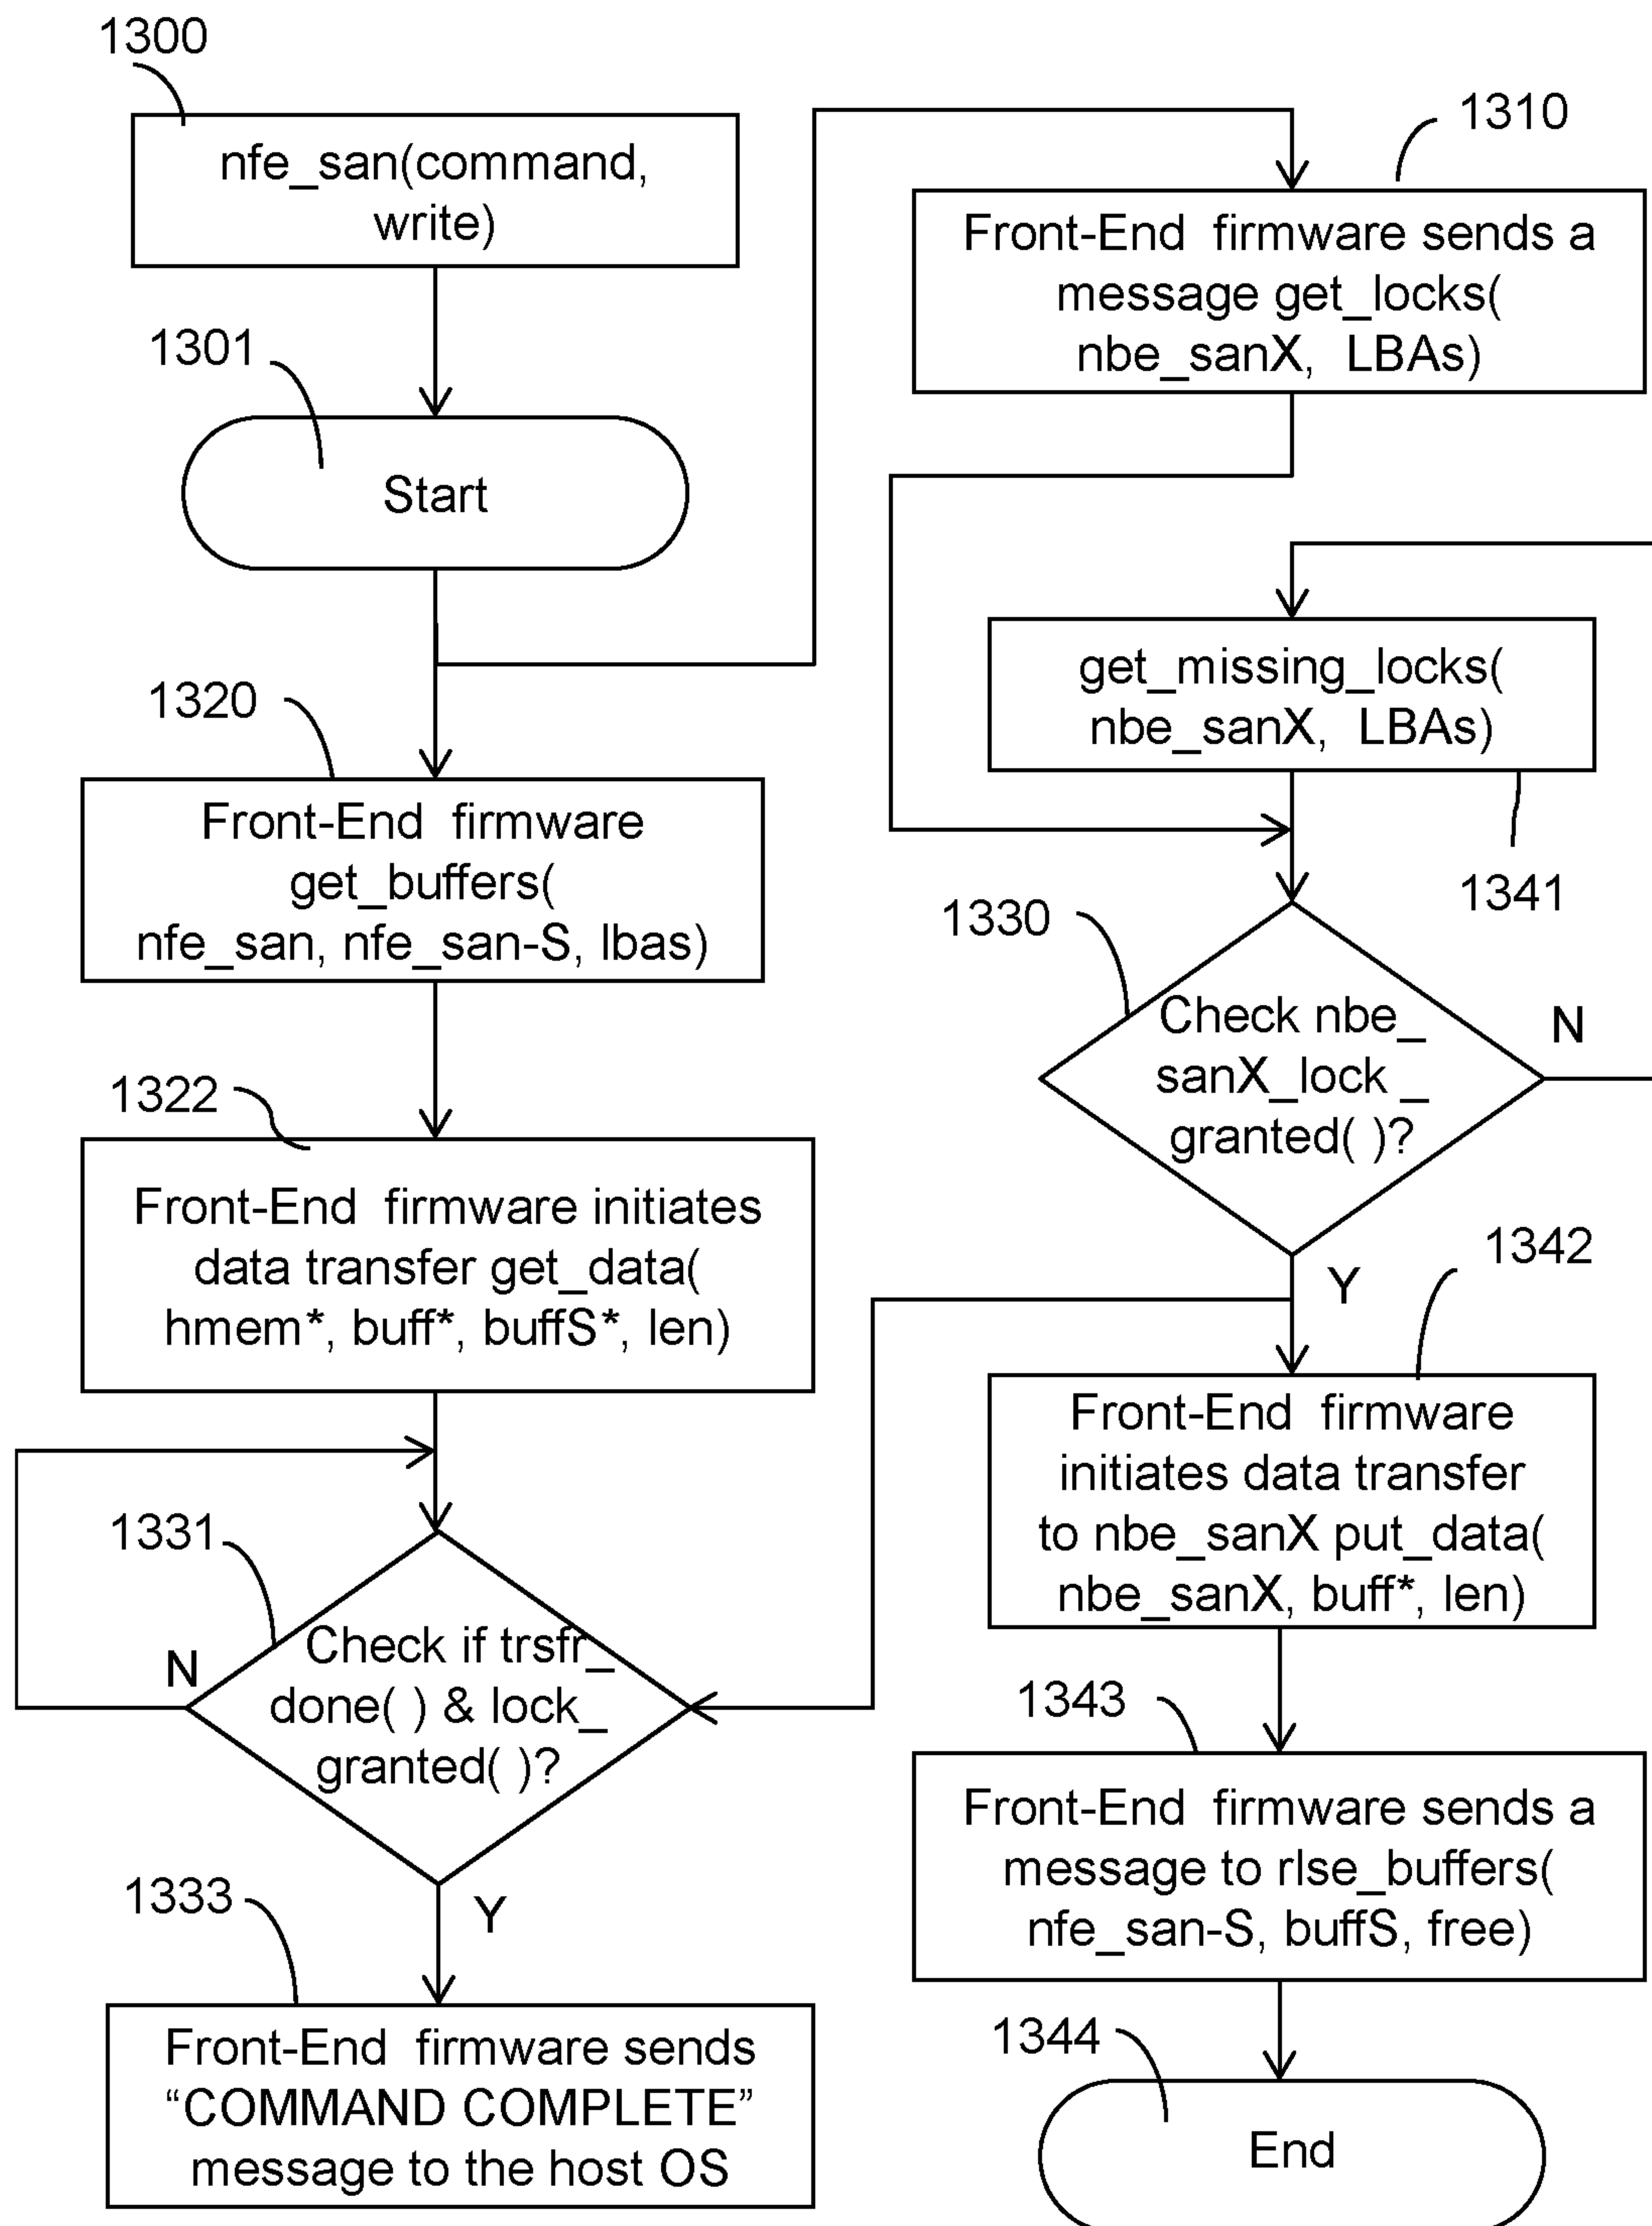 1300
nfe_san(command,
write)
1301
Start
1320
Front-End firmware
get_buffers(
nfe_san, nfe_san-S, lbas)
1322
Front-End firmware initiates
data transfer get_data(
hmem*, buff*, buffS*, len)
1331
Check if trsfr_
done( ) & lock_
granted( )?
N
Y
1333
Front-End firmware sends
“COMMAND COMPLETE”
message to the host OS
1310
Front-End firmware sends a
message get_locks(
nbe_sanX, LBAs)
get_missing_locks(
nbe_sanX, LBAs)
1341
1330
Check nbe_
sanX_lock _
granted( )?
N
Y
1342
Front-End firmware
initiates data transfer
to nbe_sanX put_data(
nbe_sanX, buff*, len)
1343
Front-End firmware sends a
message to rlse_buffers(
nfe_san-S, buffS, free)
1344
End